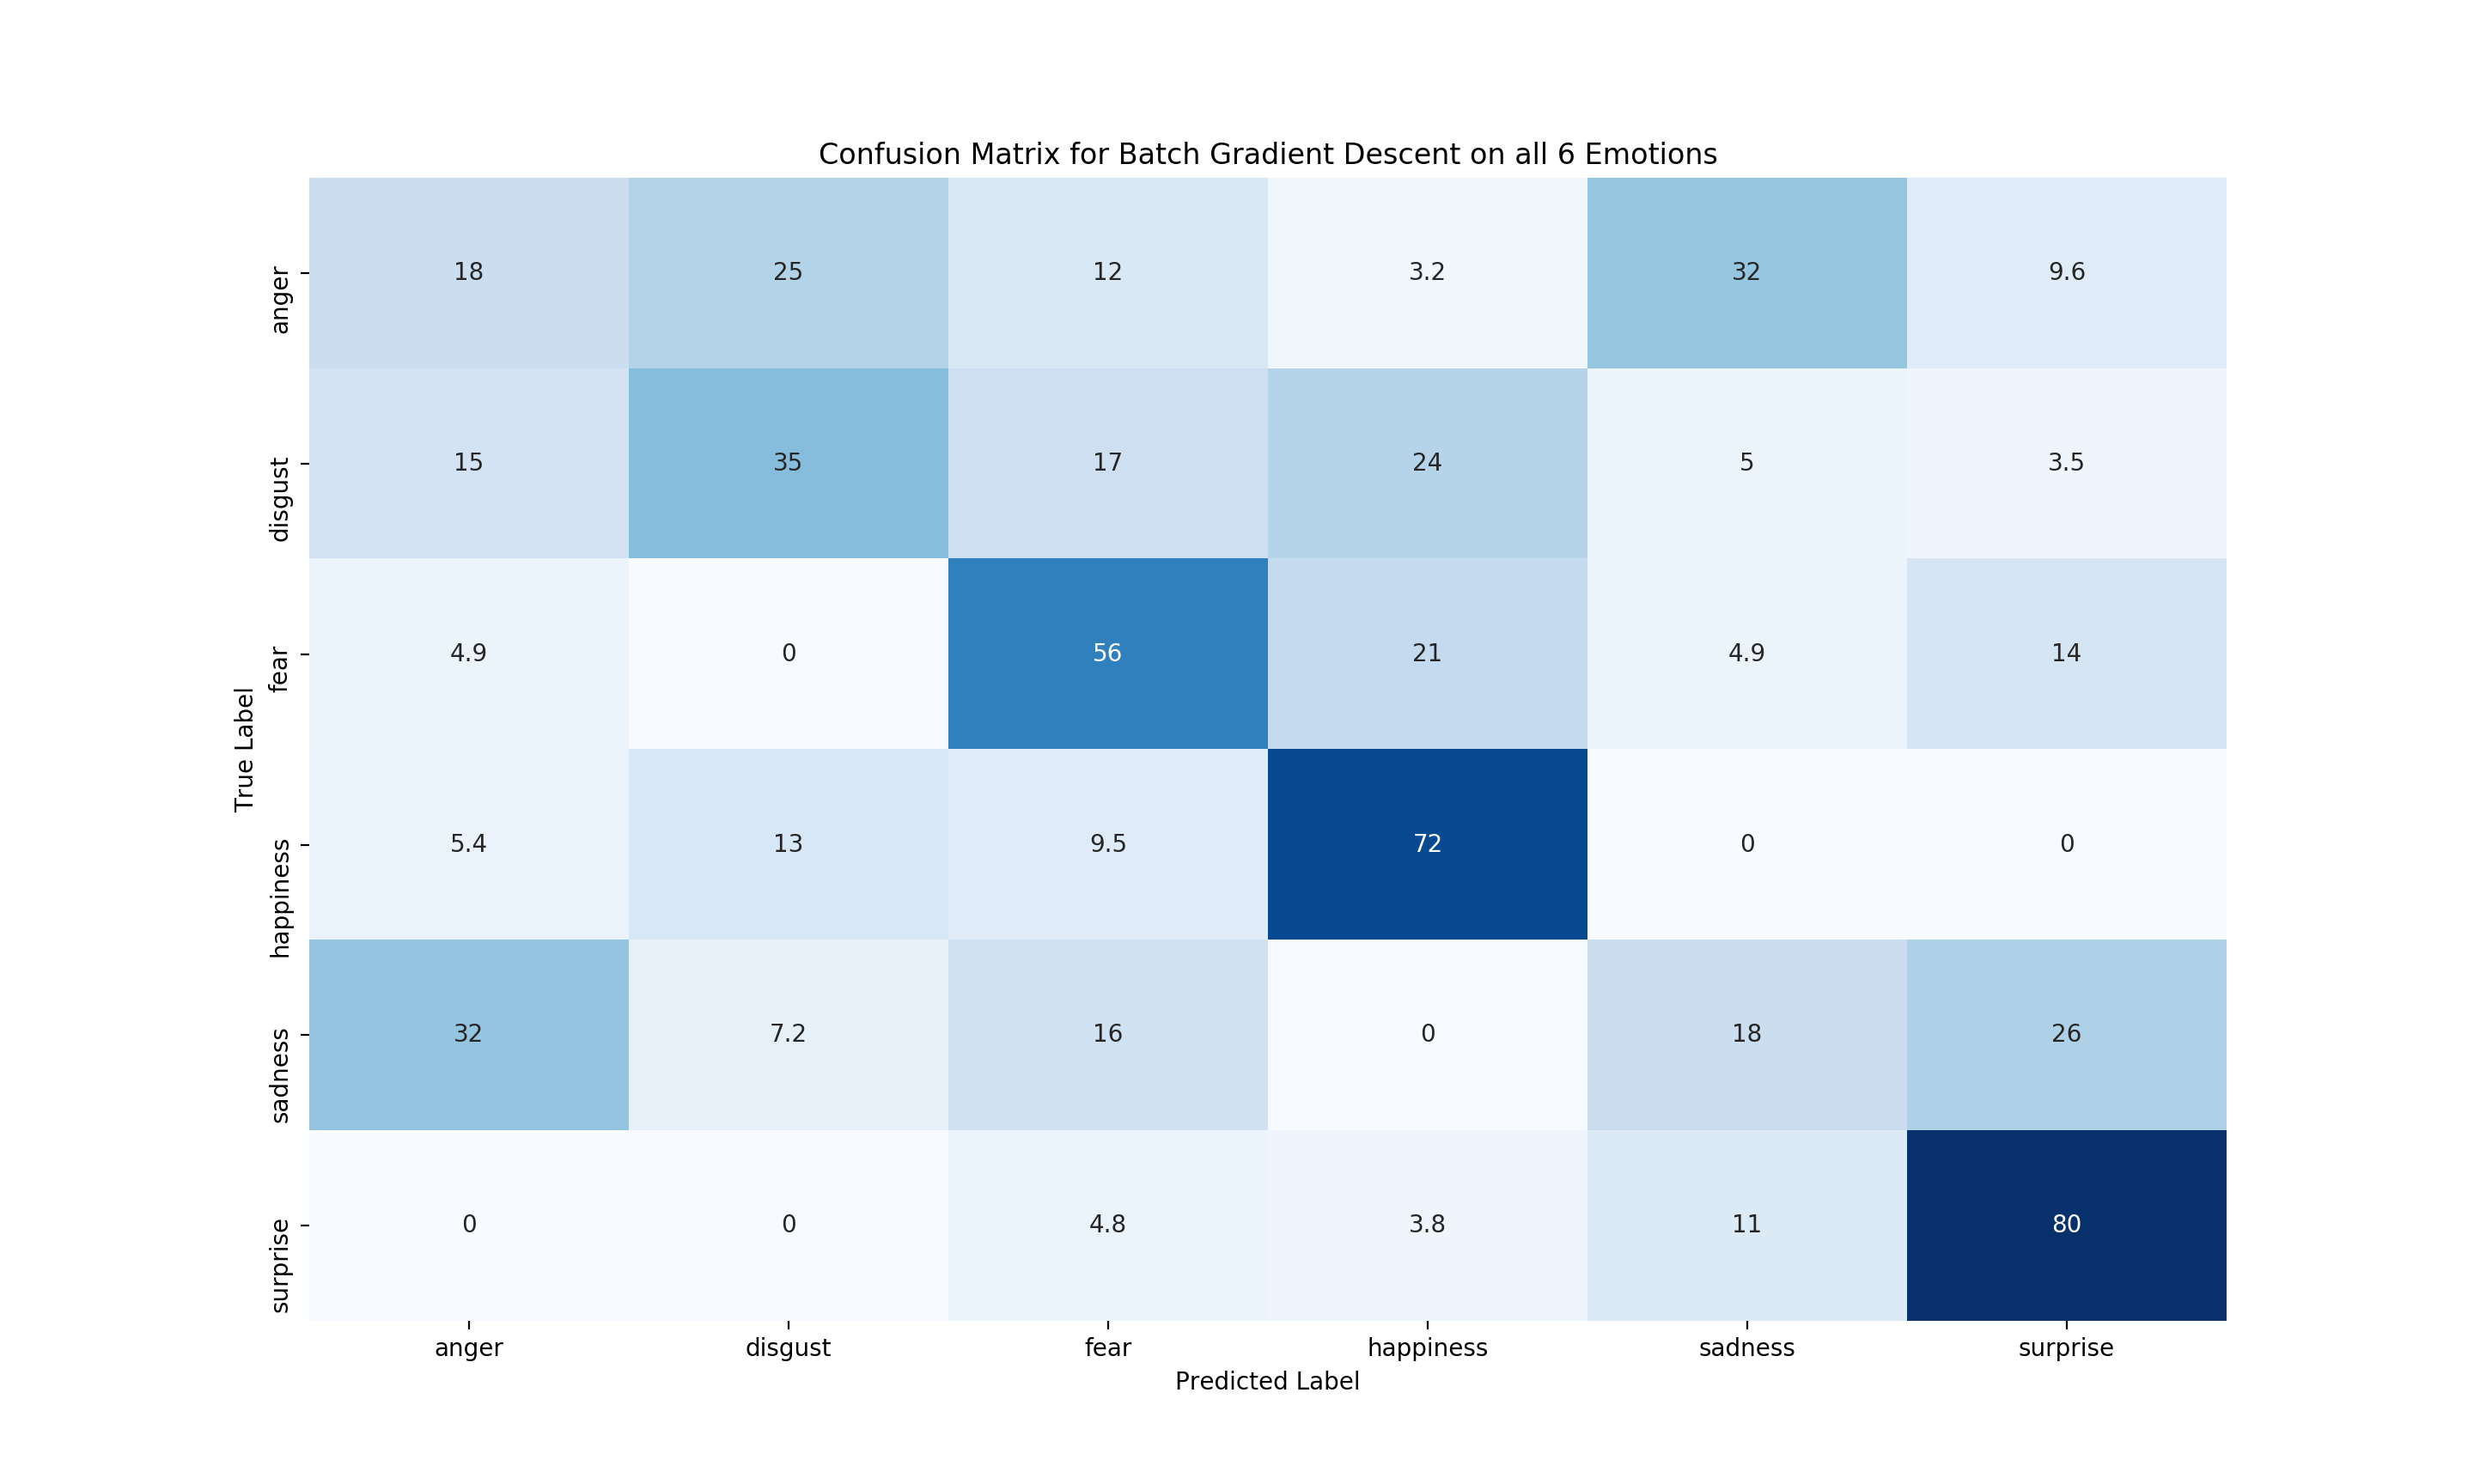 Confusion Matrix for Batch Gradient Descent on all 6 Emotions
True Label
anger 18 25 12 3.2 32 9.6
disgust 15 35 17 24 5 3.5
fear 4.9 0 56 21 4.9 14
happiness 5.4 13 9.5 72 0 0
sadness 32 7.2 16 0 18 26
surprise 0 0 4.8 3.8 11 80
anger disgust fear happiness sadness surprise
Predicted Label